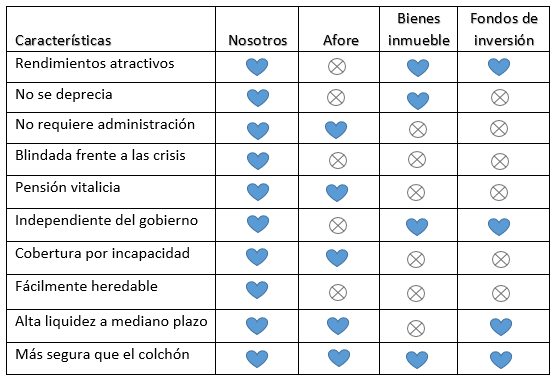 Características Nosotros Afore Bienes inmueble Fondos de inversión
Rendimientos atractivos
No se deprecia
No requiere administración
Blindada frente a las crisis
Pensión vitalicia
Independiente del gobierno
Cobertura por incapacidad
Fácilmente heredable
Alta liquidez a mediano plazo
Más segura que el colchón